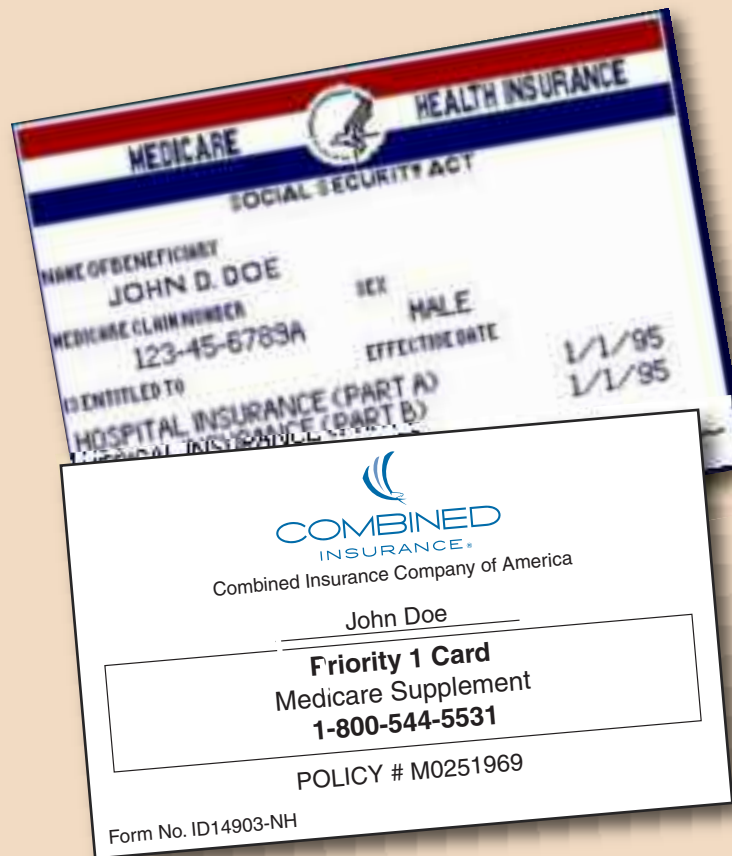 MEDICARE
HEALTH INSURANCE
SOCIAL SECURITY ACT
NAME OF BENEFICIARY
JOHN D. DOE
SEX
MEDICARE CLAIM NUMBER
MALE
123-45-6789A
EFFECTIVE DATE
IS ENTITLED TO
HOSPITAL INSURANCE (PART A) 1/1/95
INSURANCE (PART B) 1/1/95
COMBINED
INSURANCE®
Combined Insurance Company of America
John Doe
Priority 1 Card
Medicare Supplement
1-800-544-5531
POLICY # M0251969
Form No. ID14903-NH